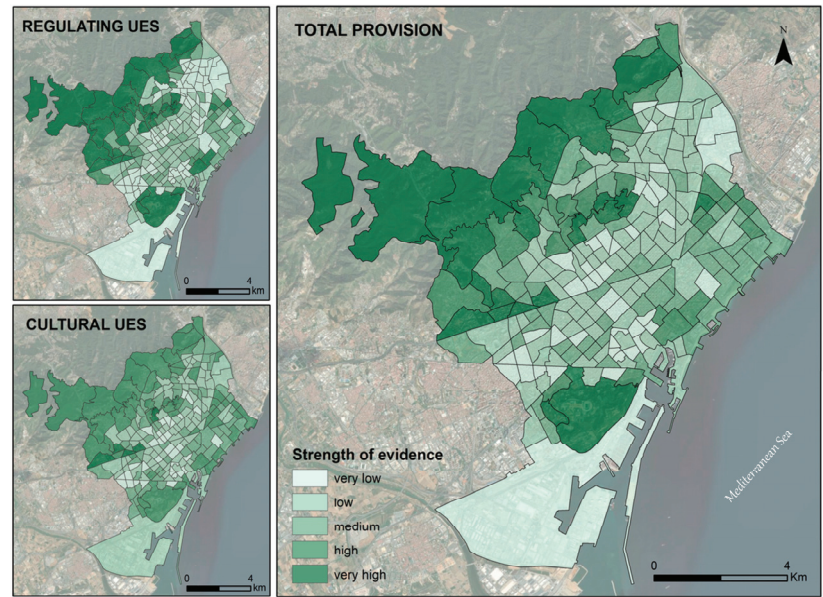 REGULATING UES
0 4
km
CULTURAL UES
0 4
km
TOTAL PROVISION
N
Strength of evidence
very low
low
medium
high
very high
Mediterranean Sea
0 4
Km